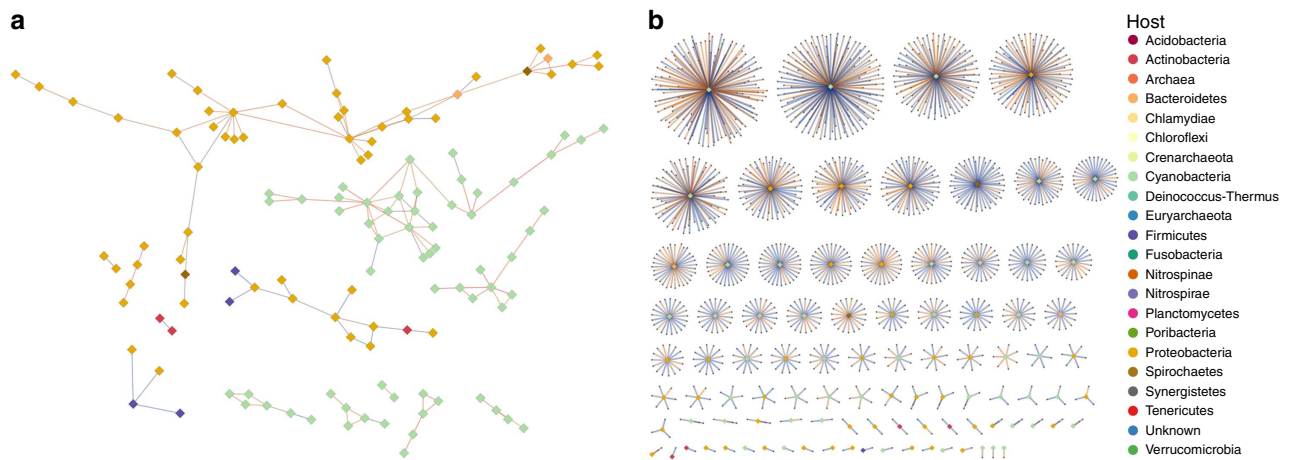 a
b
Host
Acidobacteria
Actinobacteria
Archaea
Bacteroidetes
Chlamydiae
Chloroflexi
Crenarchaeota
Cyanobacteria
Deinococcus-Thermus
Euryarchaeota
Firmicutes
Fusobacteria
Nitrospinae
Nitrospirae
Planctomycetes
Poribacteria
Proteobacteria
Spirochaetes
Synergistetes
Tenericutes
Unknown
Verrucomicrobia